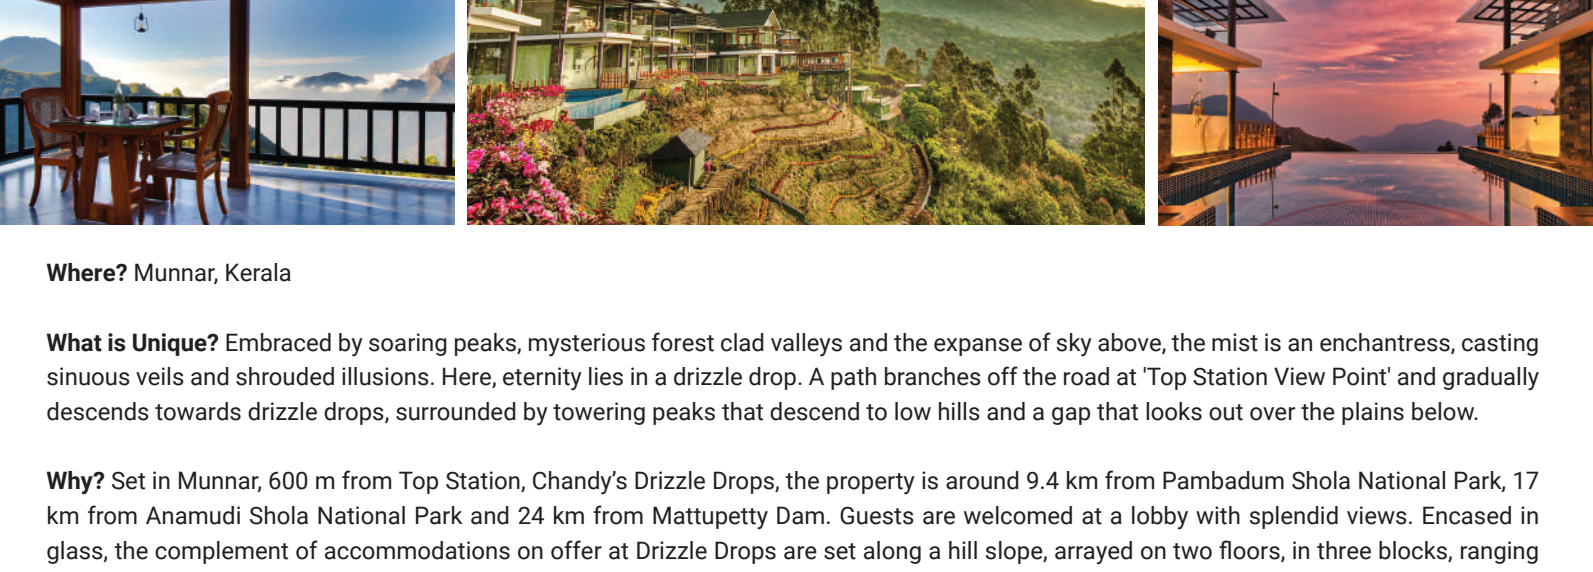 Where? Munnar, Kerala
What is Unique? Embraced by soaring peaks, mysterious forest clad valleys and the expanse of sky above, the mist is an enchantress, casting
sinuous veils and shrouded illusions. Here, eternity lies in a drizzle drop. A path branches off the road at 'Top Station View Point' and gradually
descends towards drizzle drops, surrounded by towering peaks that descend to low hills and a gap that looks out over the plains below.
Why? Set in Munnar, 600 m from Top Station, Chandy’s Drizzle Drops, the property is around 9.4 km from Pambadum Shola National Park, 17
km from Anamudi Shola National Park and 24 km from Mattupetty Dam. Guests are welcomed at a lobby with splendid views. Encased in
glass, the complement of accommodations on offer at Drizzle Drops are set along a hill slope, arrayed on two floors, in three blocks, ranging